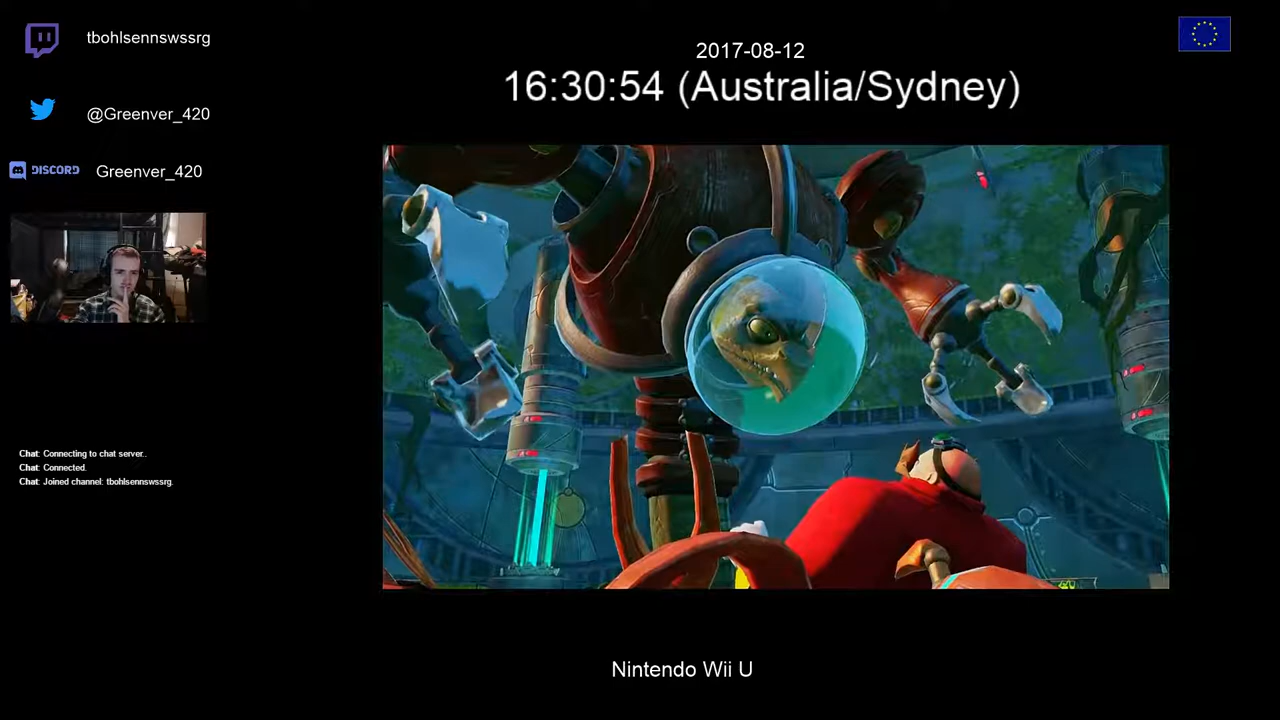 tbohlsennswssrg
@Greenver_420
DISCORD Greenver_420
2017-08-12
16:30:54 (Australia/Sydney)
Chat: Connecting to chat server..
Chat: Connected.
Chat: Joined channel: tbohlsennswssrg.
Nintendo Wii U